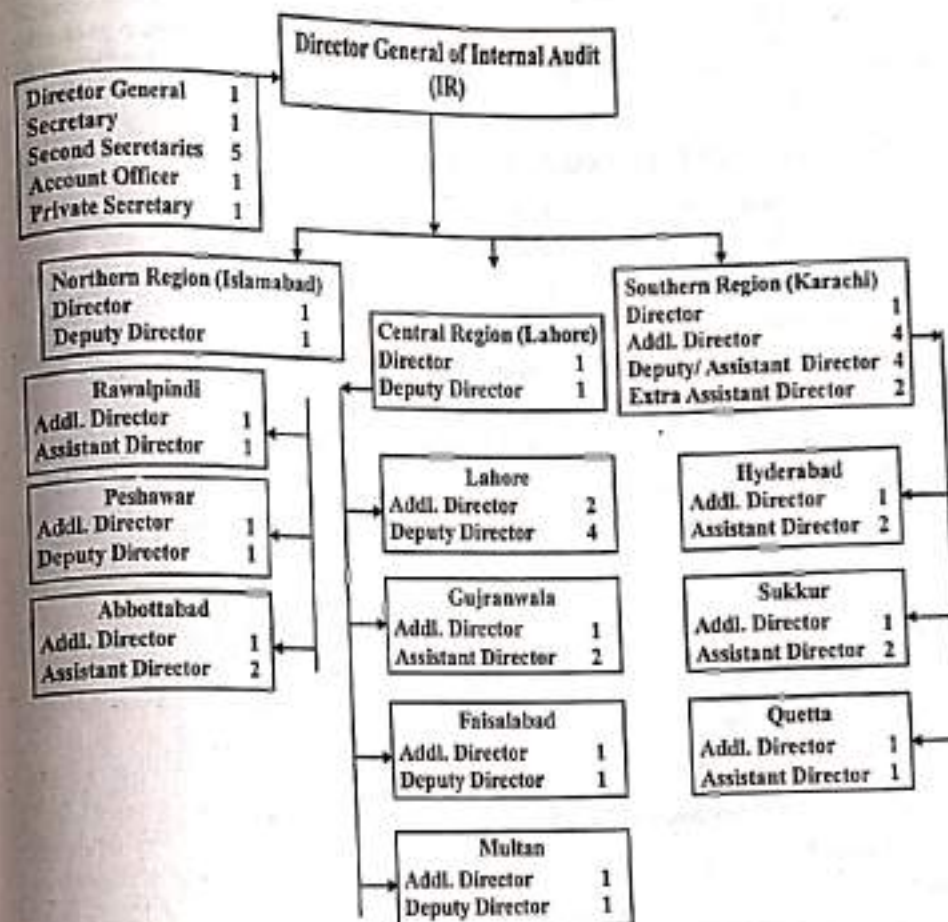 Director General of Internal Audit
(IR)
Director General 1
Secretary 1
Second Secretaries 5
Account Officer 1
Private Secretary 1
Northern Region (Islamabad)
Director 1
Deputy Director 1
Central Region (Lahore)
Director 1
Deputy Director 1
Southern Region (Karachi)
Director 1
Addl. Director 4
Deputy/ Assistant Director 4
Extra Assistant Director 2
Rawalpindi
Addl. Director 1
Assistant Director 1
Peshawar
Addl. Director 1
Deputy Director 1
Abbottabad
Addl. Director 1
Assistant Director 2
Lahore
Addl. Director 2
Deputy Director 4
Gujranwala
Addl. Director 1
Assistant Director 2
Faisalabad
Addl. Director 1
Deputy Director 1
Multan
Addl. Director 1
Deputy Director 1
Hyderabad
Addl. Director 1
Assistant Director 2
Sukkur
Addl. Director 1
Assistant Director 2
Quetta
Addl. Director 1
Assistant Director 1